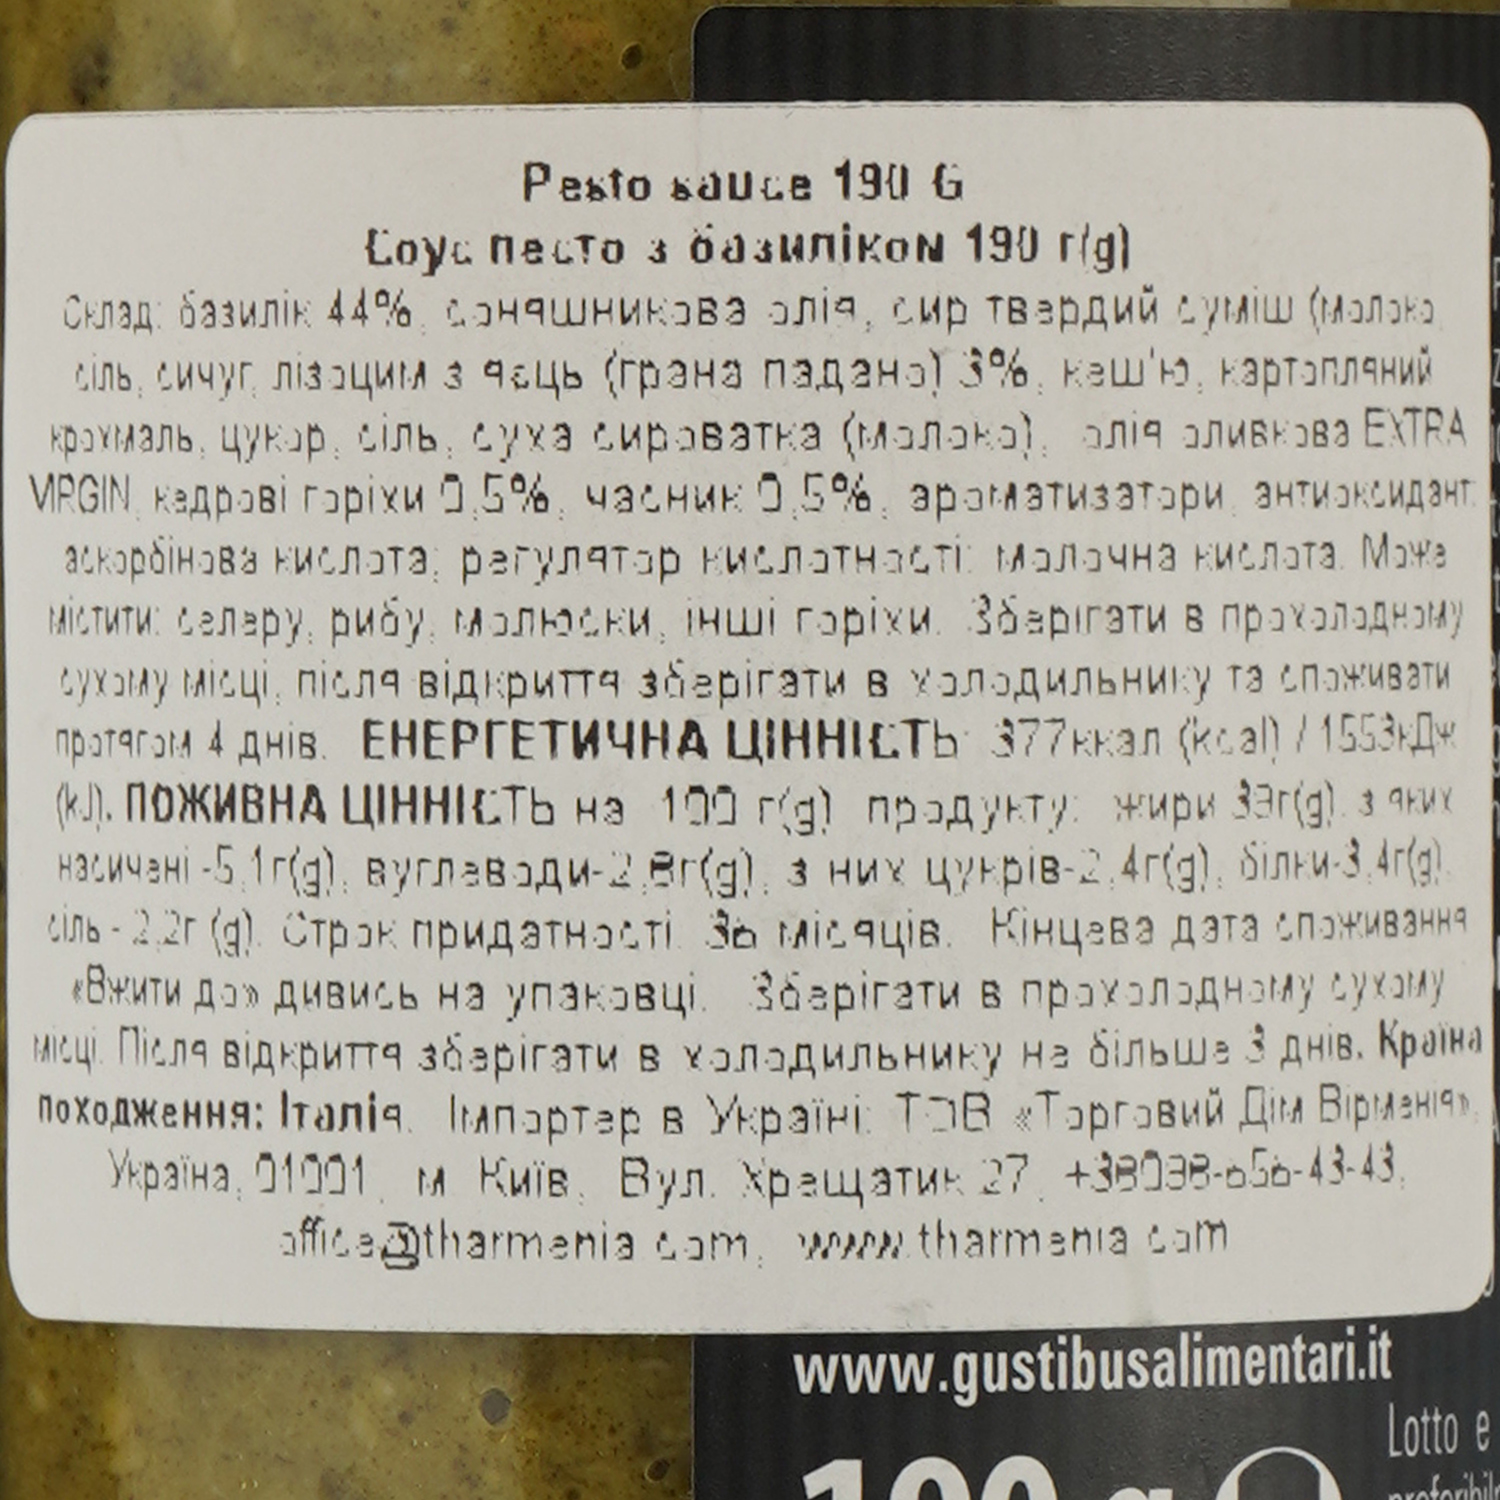 Pesto sauce 190 G
Соус песто з базиліком 190 г(g)
Склад: базилік 44%, соняшникова олія, сир твердий суміш (молоко,
сіль, сичуг, лізоцим з яєць (грана падано) 3%, кеш'ю, картопляний
крохмаль, цукор, сіль, суха сироватка (молоко), олія оливкова EXTRA
VIRGIN, кедрові горіхи 0,5%, часник 0,5%, ароматизатори, антиоксидант:
аскорбінова кислота; регулятор кислотності: молочна кислота. Може
містити: селеру, рибу, молюски, інші горіхи. Зберігати в прохолодному
сухому місці, після відкриття зберігати в холодильнику та споживати
протягом 4 днів. ЕНЕРГЕТИЧНА ЦІННІСТЬ: 377ккал (kcal) / 1553кДж
(kJ). ПОЖИВНА ЦІННІСТЬ на 100 г(g) продукту: жири 39г(g), з яких
насичені -5,1г(g), вуглеводи-2,8г(g), з них цукрів-2,4г(g), білки-3,4г(g),
сіль - 2,2г (g). Строк придатності: 36 місяців. Кінцева дата споживання
«Вжити до» дивись на упаковці. Зберігати в прохолодному сухому
місці. Після відкриття зберігати в холодильнику не більше 3 днів. Країна
походження: Італія. Імпортер в Україні: ТОВ «Торговий Дім Вірменія»,
Україна, 01001, м. Київ, Вул. Хрещатик 27, +38098-656-43-43,
office@tharmenia.com, www.tharmenia.com
www.gustibusalimentari.it
Lotto e
190 g